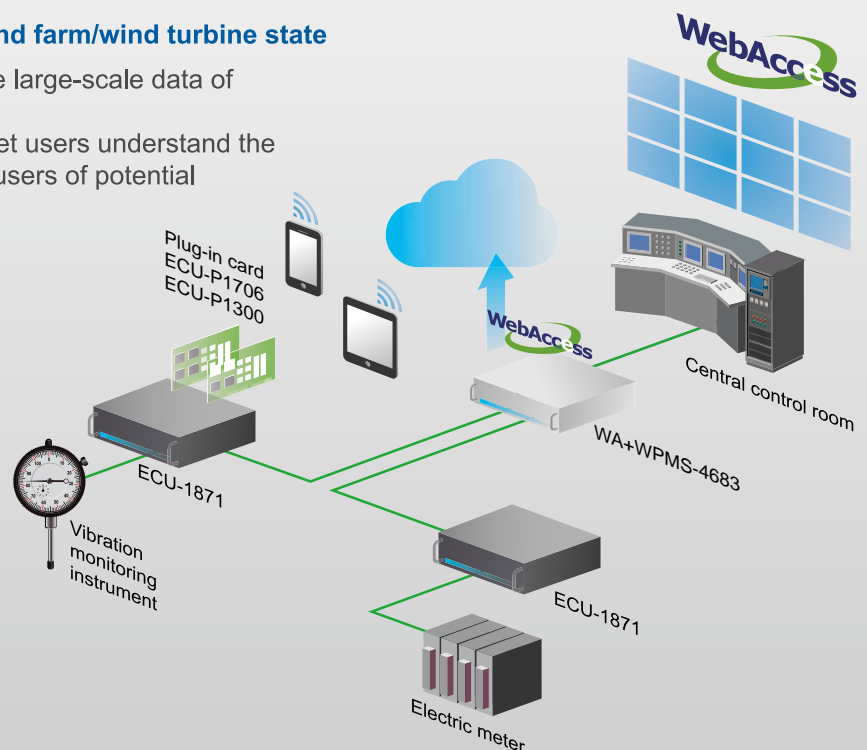 nd farm/wind turbine state
large-scale data of
et users understand the
users of potential
WebAccess
Plug-in card
ECU-P1706
ECU-P1300
WebAccess
Central control room
WA+WPMS-4683
ECU-1871
Vibration
monitoring
instrument
ECU-1871
Electric meter